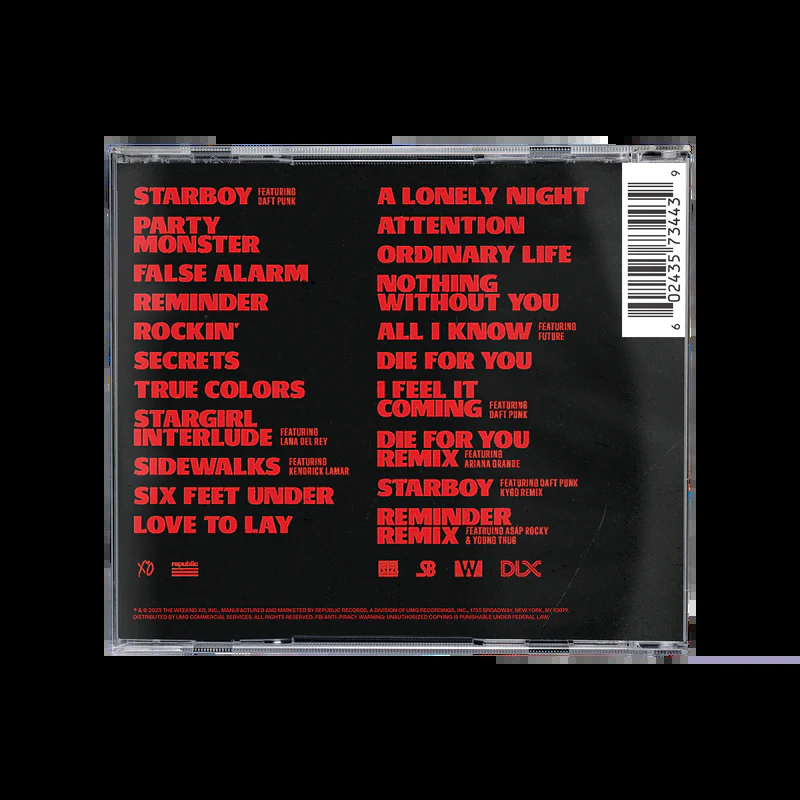 STARBOY FEATURING
DAFT PUNK
PARTY
MONSTER
FALSE ALARM
REMINDER
ROCKIN'
SECRETS
TRUE COLORS
STARGIRL
INTERLUDE FEATURING
LANA DEL REY
SIDEWALKS FEATURING
KENDRICK LAMAR
SIX FEET UNDER
LOVE TO LAY
A LONELY NIGHT
ATTENTION
ORDINARY LIFE
NOTHING
WITHOUT YOU
ALL I KNOW FEATURING
FUTURE
DIE FOR YOU
I FEEL IT
COMING FEATURING
DAFT PUNK
DIE FOR YOU
REMIX FEATURING
ARIANA GRANDE
STARBOY FEATURING DAFT PUNK
KYGO REMIX
REMINDER
REMIX FEATRUING A$AP ROCKY
& YOUNG THUG
6 02435 73443 9
XO
republic
SB
W
DLX
℗ & © 2023 THE WEEKND XO, INC., MANUFACTURED AND MARKETED BY REPUBLIC RECORDS, A DIVISION OF UMG RECORDINGS, INC., 1755 BROADWAY, NEW YORK, NY, 10019.
DISTRIBUTED BY UMG COMMERCIAL SERVICES. ALL RIGHTS RESERVED. FBI ANTI-PIRACY WARNING: UNAUTHORIZED COPYING IS PUNISHABLE UNDER FEDERAL LAW.